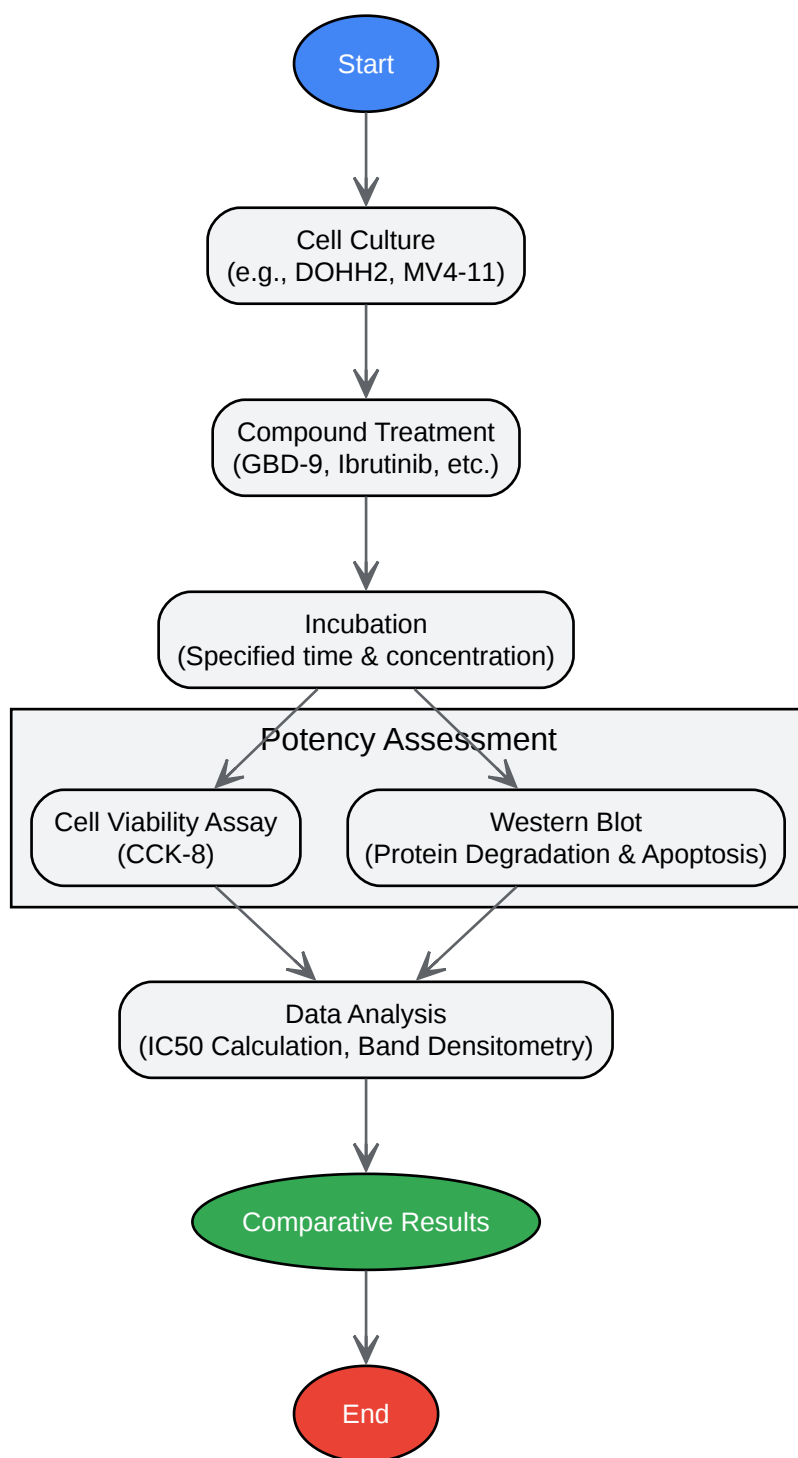 Start
Cell Culture
(e.g., DOHH2, MV4-11)
Compound Treatment
(GBD-9, Ibrutinib, etc.)
Incubation
(Specified time & concentration)
Potency Assessment
Cell Viability Assay
(CCK-8)
Western Blot
(Protein Degradation & Apoptosis)
Data Analysis
(IC50 Calculation, Band Densitometry)
Comparative Results
End